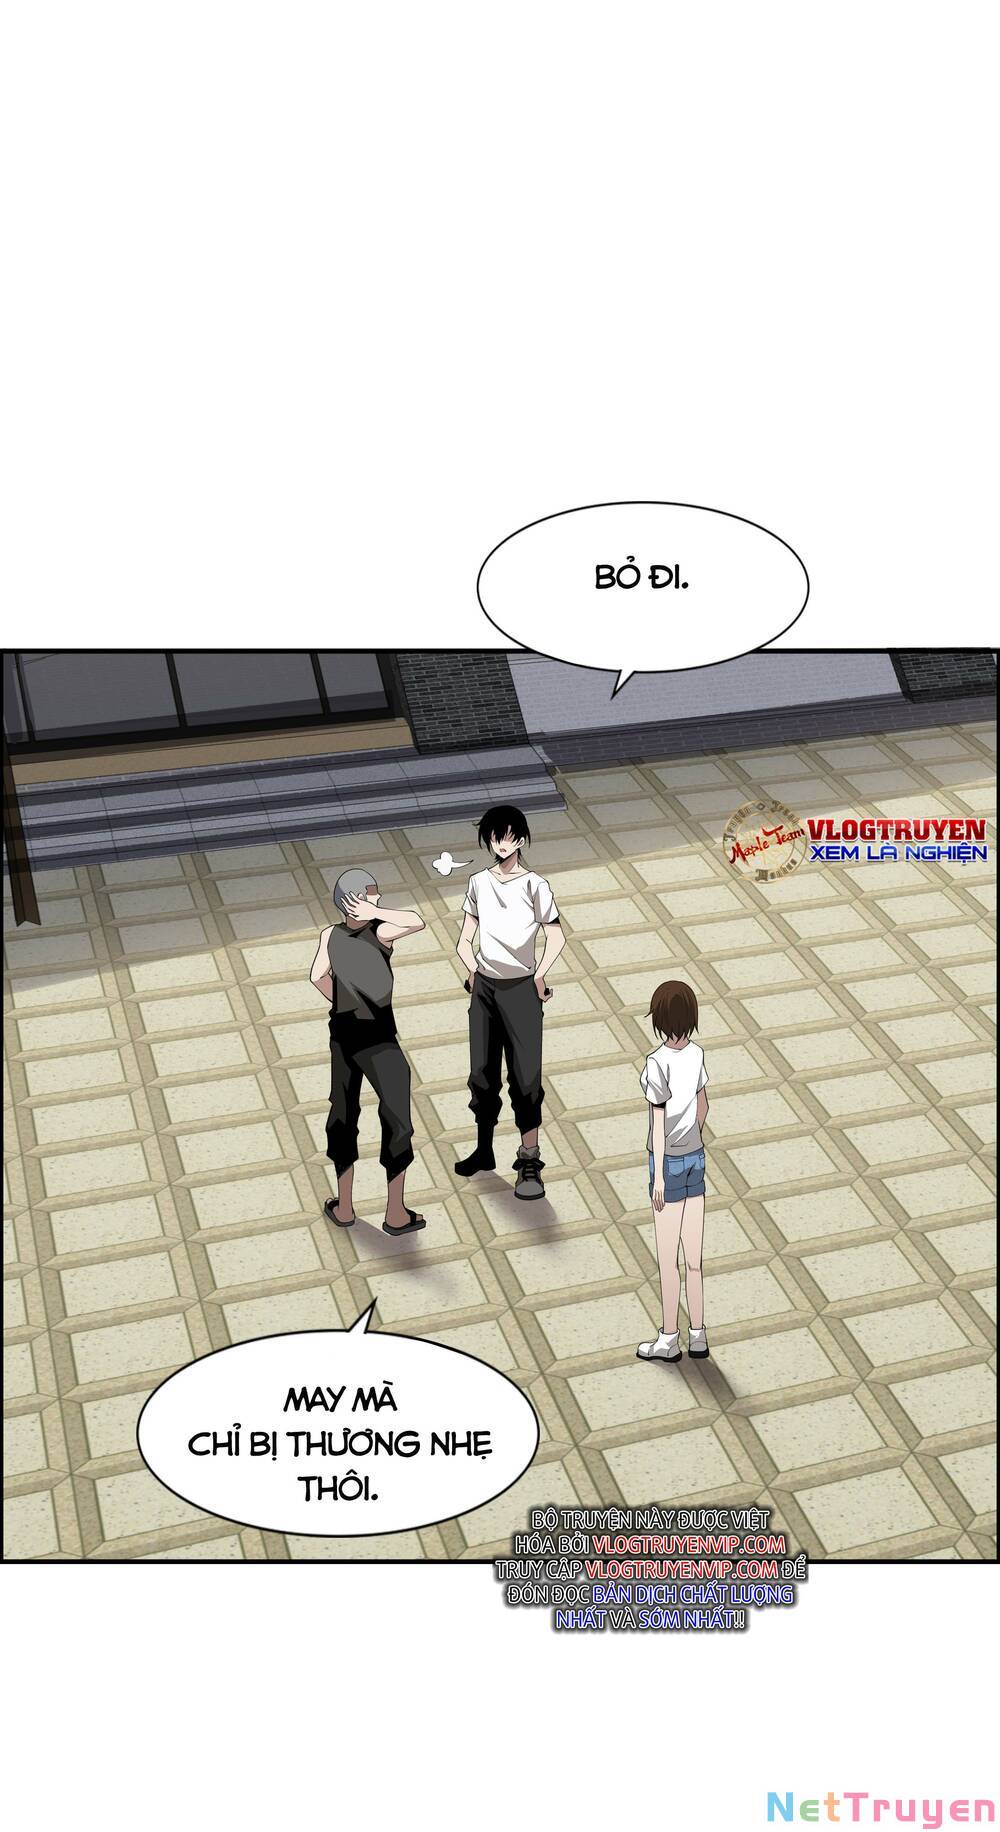 BỎ ĐI.
Maple Team
VLOGTRUYEN
XEM LÀ NGHIỆN
MAY MÀ
CHỈ BỊ THƯƠNG NHẸ
THÔI.
BỘ TRUYỆN NÀY ĐƯỢC VIỆT
HÓA BỞI VLOGTRUYENVIP.COM
TRUY CẬP VLOGTRUYENVIP.COM ĐỂ
ĐÓN ĐỌC BẢN DỊCH CHẤT LƯỢNG
NHẤT VÀ SỚM NHẤT!!
NetTruyen